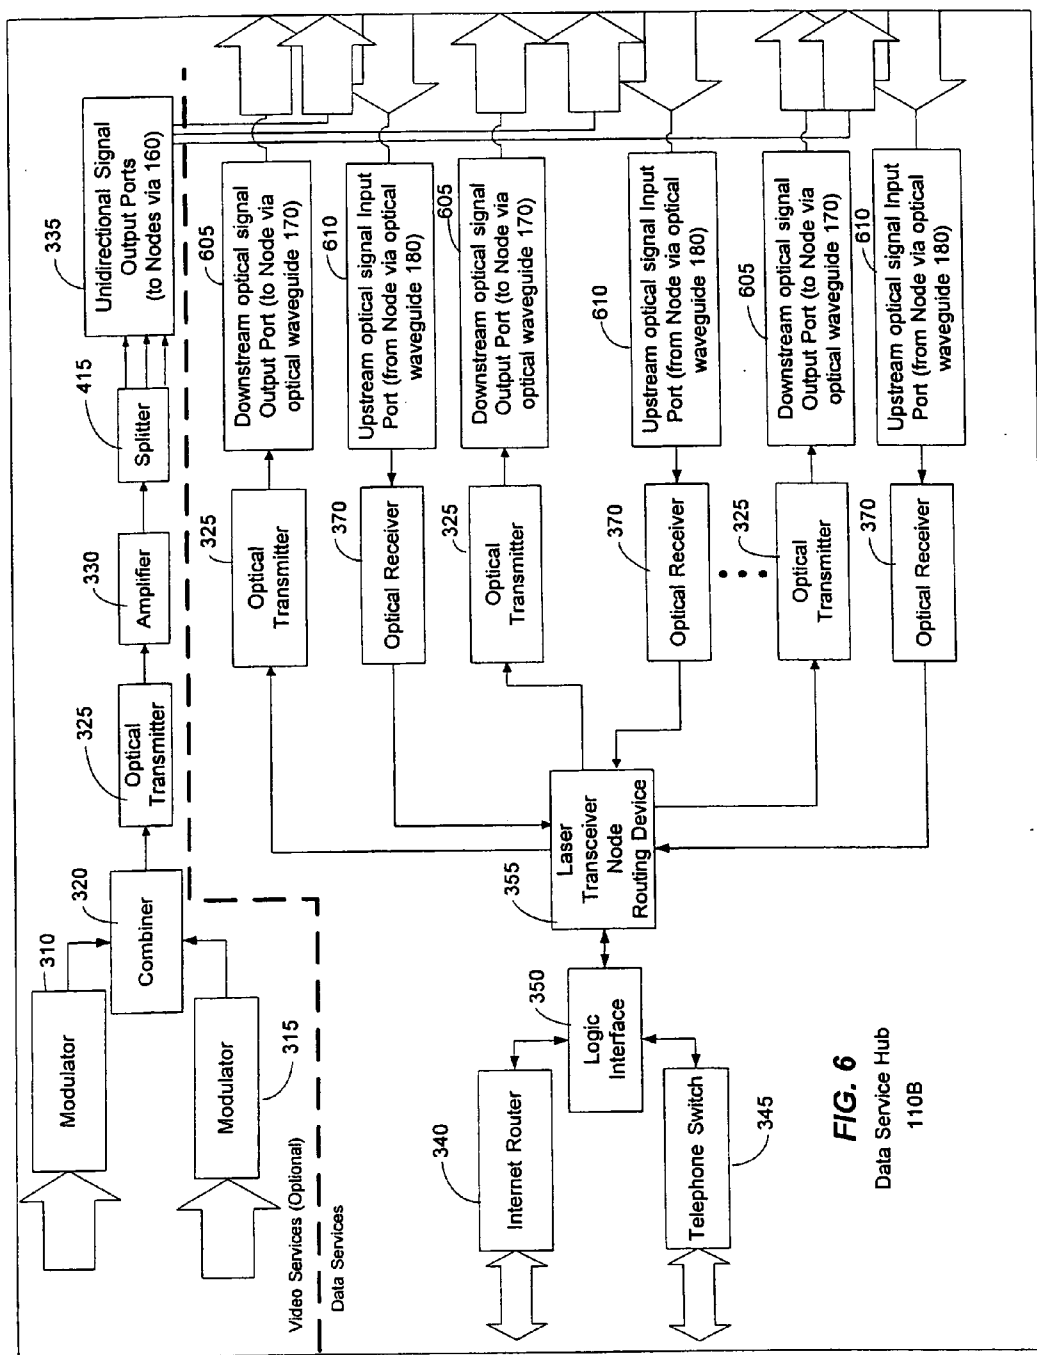 310
Modulator
320
Combiner
Modulator
315
325
Optical
Transmitter
330
Amplifier
415
Splitter
335
Unidirectional Signal
Output Ports
(to Nodes via 160)
Video Services (Optional)
Data Services
340
Internet Router
350
Logic
Interface
Telephone Switch
345
355
Laser
Transceiver
Node
Routing Device
325
Optical
Transmitter
605
Downstream optical signal
Output Port (to Node via
optical waveguide 170)
370
Optical Receiver
610
Upstream optical signal Input
Port (from Node via optical
waveguide 180)
325
Optical
Transmitter
605
Downstream optical signal
Output Port (to Node via
optical waveguide 170)
370
Optical Receiver
610
Upstream optical signal Input
Port (from Node via optical
waveguide 180)
325
Optical
Transmitter
605
Downstream optical signal
Output Port (to Node via
optical waveguide 170)
370
Optical Receiver
610
Upstream optical signal Input
Port (from Node via optical
waveguide 180)
FIG. 6
Data Service Hub
110B